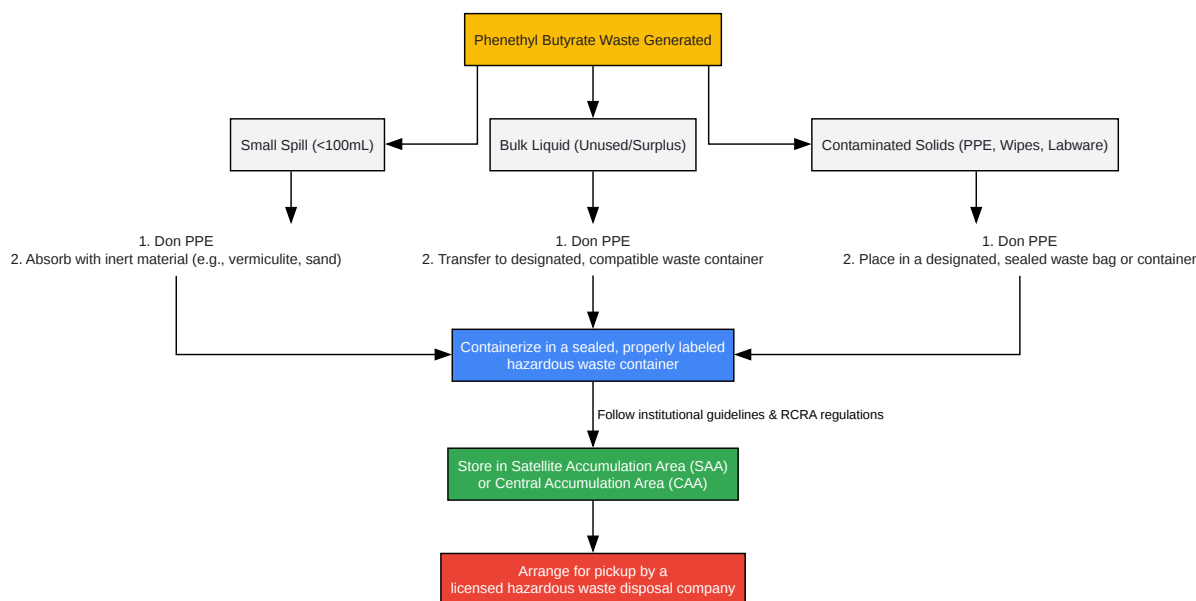 Phenethyl Butyrate Waste Generated
Small Spill (<100mL)
Bulk Liquid (Unused/Surplus)
Contaminated Solids (PPE, Wipes, Labware)
1. Don PPE
2. Absorb with inert material (e.g., vermiculite, sand)
1. Don PPE
2. Transfer to designated, compatible waste container
1. Don PPE
2. Place in a designated, sealed waste bag or container
Containerize in a sealed, properly labeled
hazardous waste container
Follow institutional guidelines & RCRA regulations
Store in Satellite Accumulation Area (SAA)
or Central Accumulation Area (CAA)
Arrange for pickup by a
licensed hazardous waste disposal company